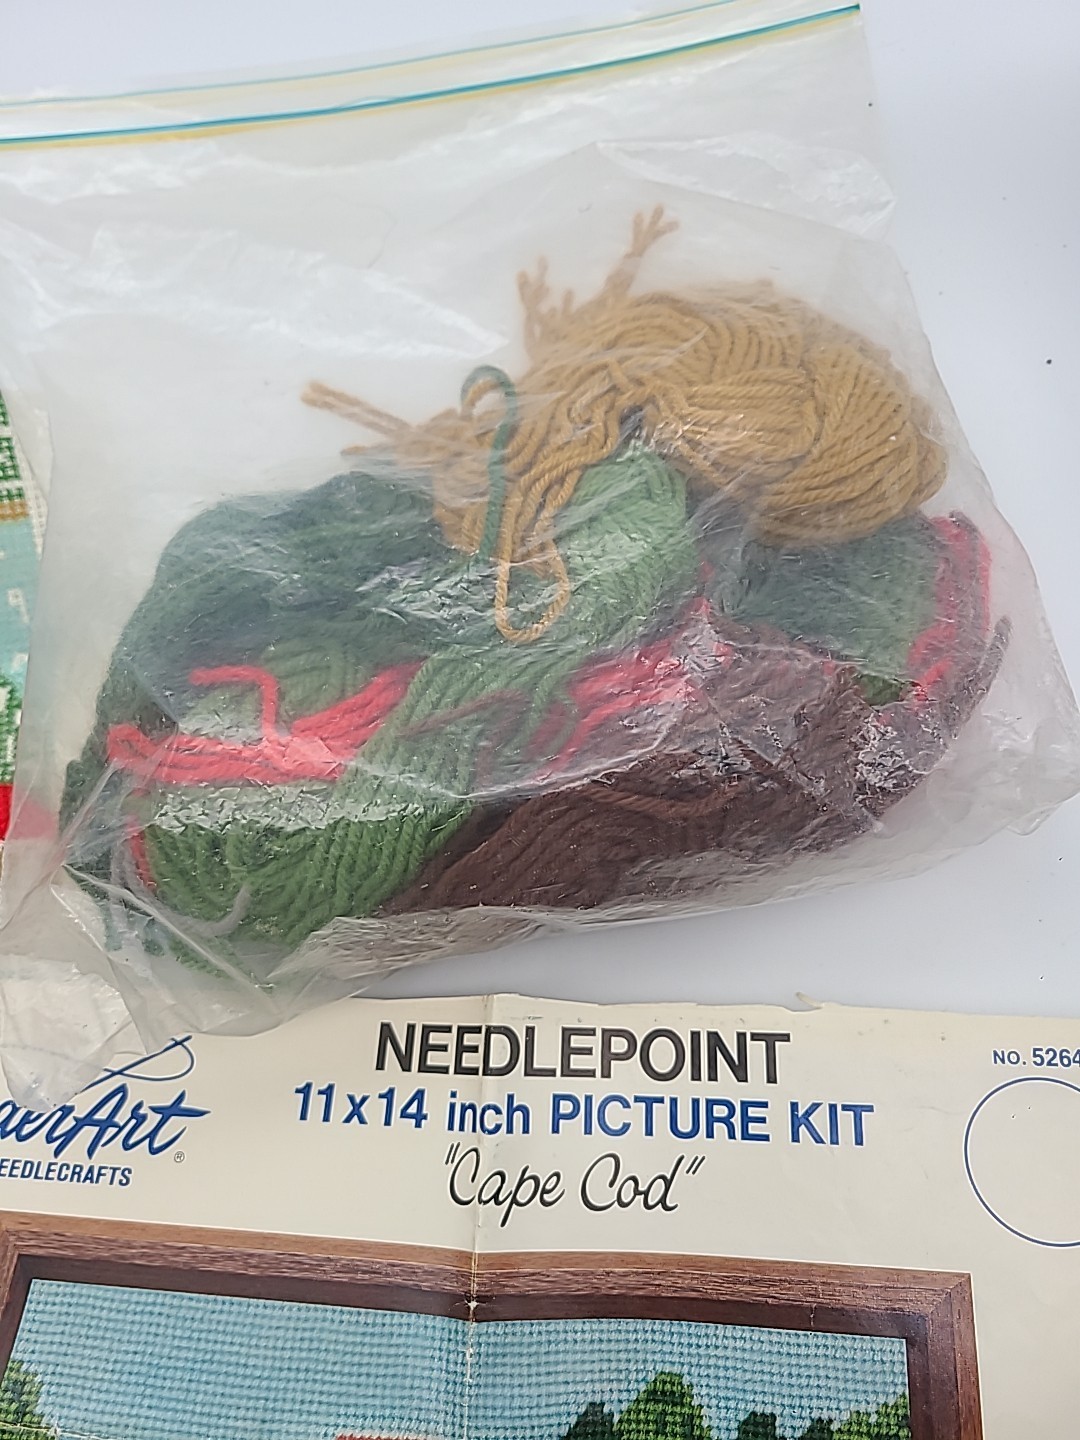 NEEDLEPOINT
NO. 5264
11x14 inch PICTURE KIT
"Cape Cod"
®